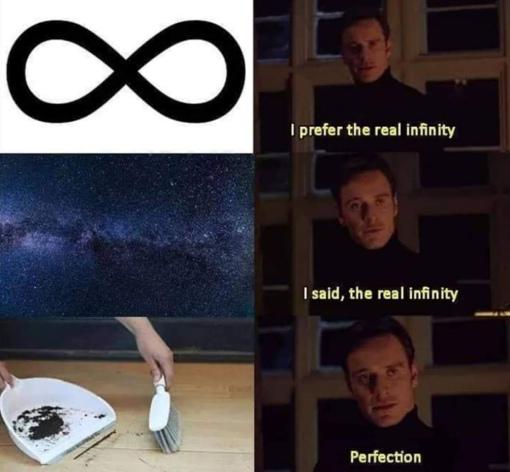 I prefer the real infinity
I said, the real infinity
Perfection